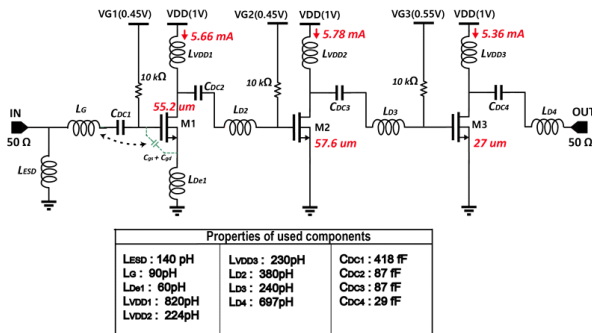 VG1(0.45V) VDD(1V) VG2(0.45V) VDD(1V) VG3(0.55V) VDD(1V)
5.66 mA 5.78 mA 5.36 mA
LVDD1 LVDD2 LVDD3
10 kΩ 10 kΩ 10 kΩ
CDC2 CDC3 CDC4
IN LG CDC1 55.2 um M1 LD2 M2 LD3 M3 LD4 OUT
50 Ω 57.6 um 27 um 50 Ω
Cgs + Cgd
LESD LDe1
Properties of used components
LESD : 140 pH LVDD3 : 230pH CDC1 : 418 fF
LG : 90pH LD2 : 380pH CDC2 : 87 fF
LDe1 : 60pH LD3 : 240pH CDC3 : 87 fF
LVDD1 : 820pH LD4 : 697pH CDC4 : 29 fF
LVDD2 : 224pH